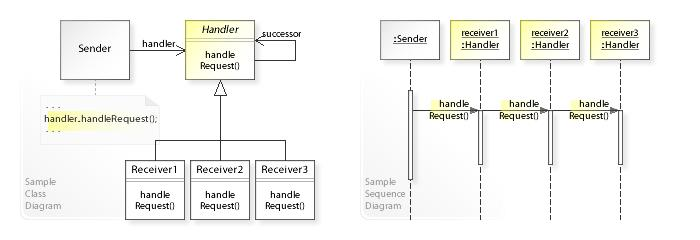 Sender
handler
Handler
handle
Request()
successor
. . .
handler.handleRequest();
. . .
Receiver1
handle
Request()
Receiver2
handle
Request()
Receiver3
handle
Request()
Sample
Class
Diagram
:Sender
receiver1
:Handler
receiver2
:Handler
receiver3
:Handler
handle
Request()
handle
Request()
handle
Request()
Sample
Sequence
Diagram